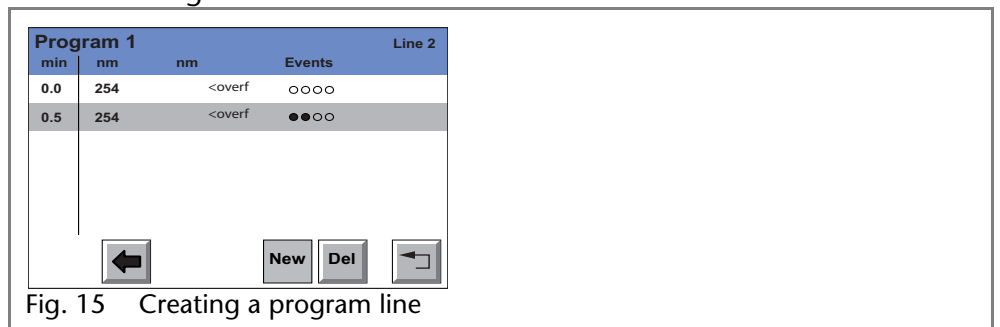 Program 1 Line 2
min nm nm Events
0.0 254 <overf ○○○○
0.5 254 <overf ●●○○
New Del
Fig. 15 Creating a program line